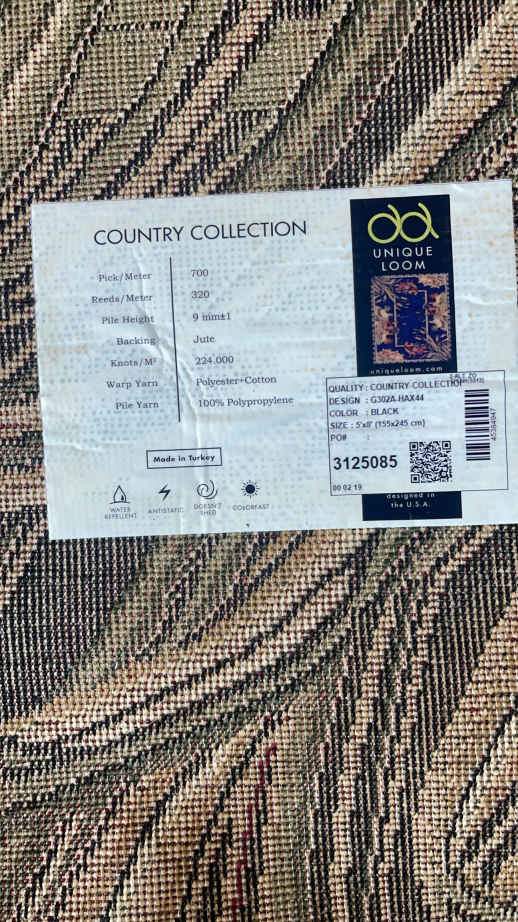 COUNTRY COLLECTION
Pick/Meter 700
Reeds/Meter 320
Pile Height 9 mm±1
Backing Jute
Knots/M² 224.000
Warp Yarn Polyester+Cotton
Pile Yarn 100% Polypropylene
Made in Turkey
WATER REPELLENT
ANTISTATIC
DOESN'T SHED
COLORFAST
UNIQUE
LOOM
uniqueloom.com
QUALITY : COUNTRY COLLECTION
DESIGN : G302A-HAX44
COLOR : BLACK
SIZE : 5'x8' (155x245 cm)
PO# :
3125085
00 02 19
45384947
designed in
the U.S.A.